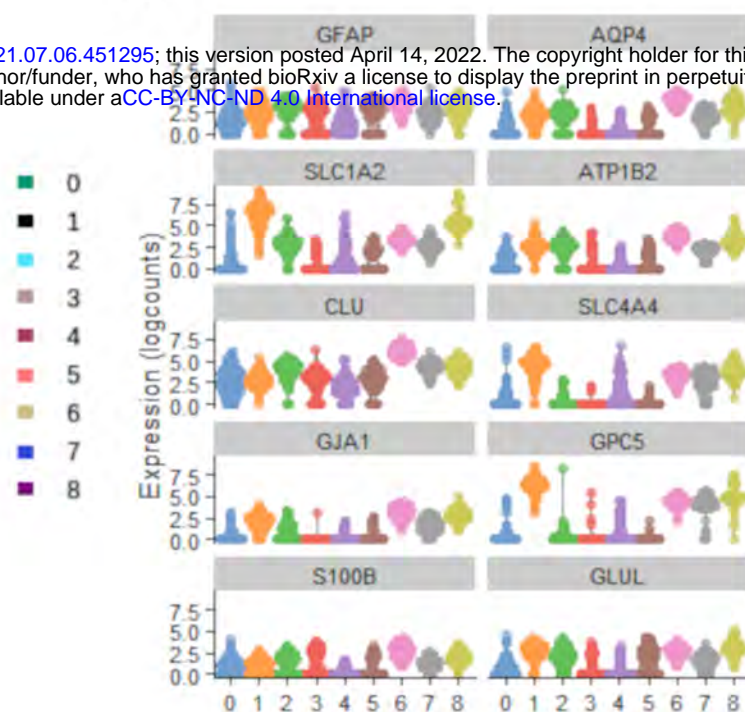 GFAP AQP4
21.07.06.451295; this version posted April 14, 2022. The copyright holder for thi
nor/funder, who has granted bioRxiv a license to display the preprint in perpetuit
lable under aCC-BY-NC-ND 4.0 International license.
2.5
0.0
0
1
2
3
4
5
6
7
8
Expression (logcounts)
SLC1A2 ATP1B2
7.5
5.0
2.5
0.0
CLU SLC4A4
7.5
5.0
2.5
0.0
GJA1 GPC5
7.5
5.0
2.5
0.0
S100B GLUL
7.5
5.0
2.5
0.0
0 1 2 3 4 5 6 7 8 0 1 2 3 4 5 6 7 8